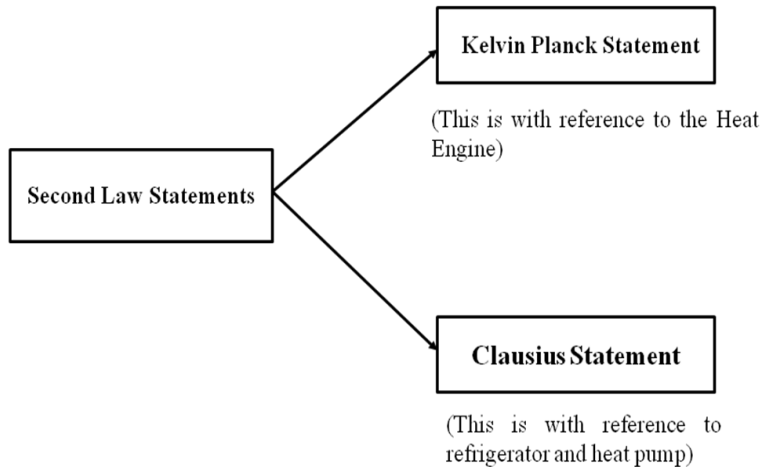 Kelvin Planck Statement
(This is with reference to the Heat
Engine)
Second Law Statements
Clausius Statement
(This is with reference to
refrigerator and heat pump)